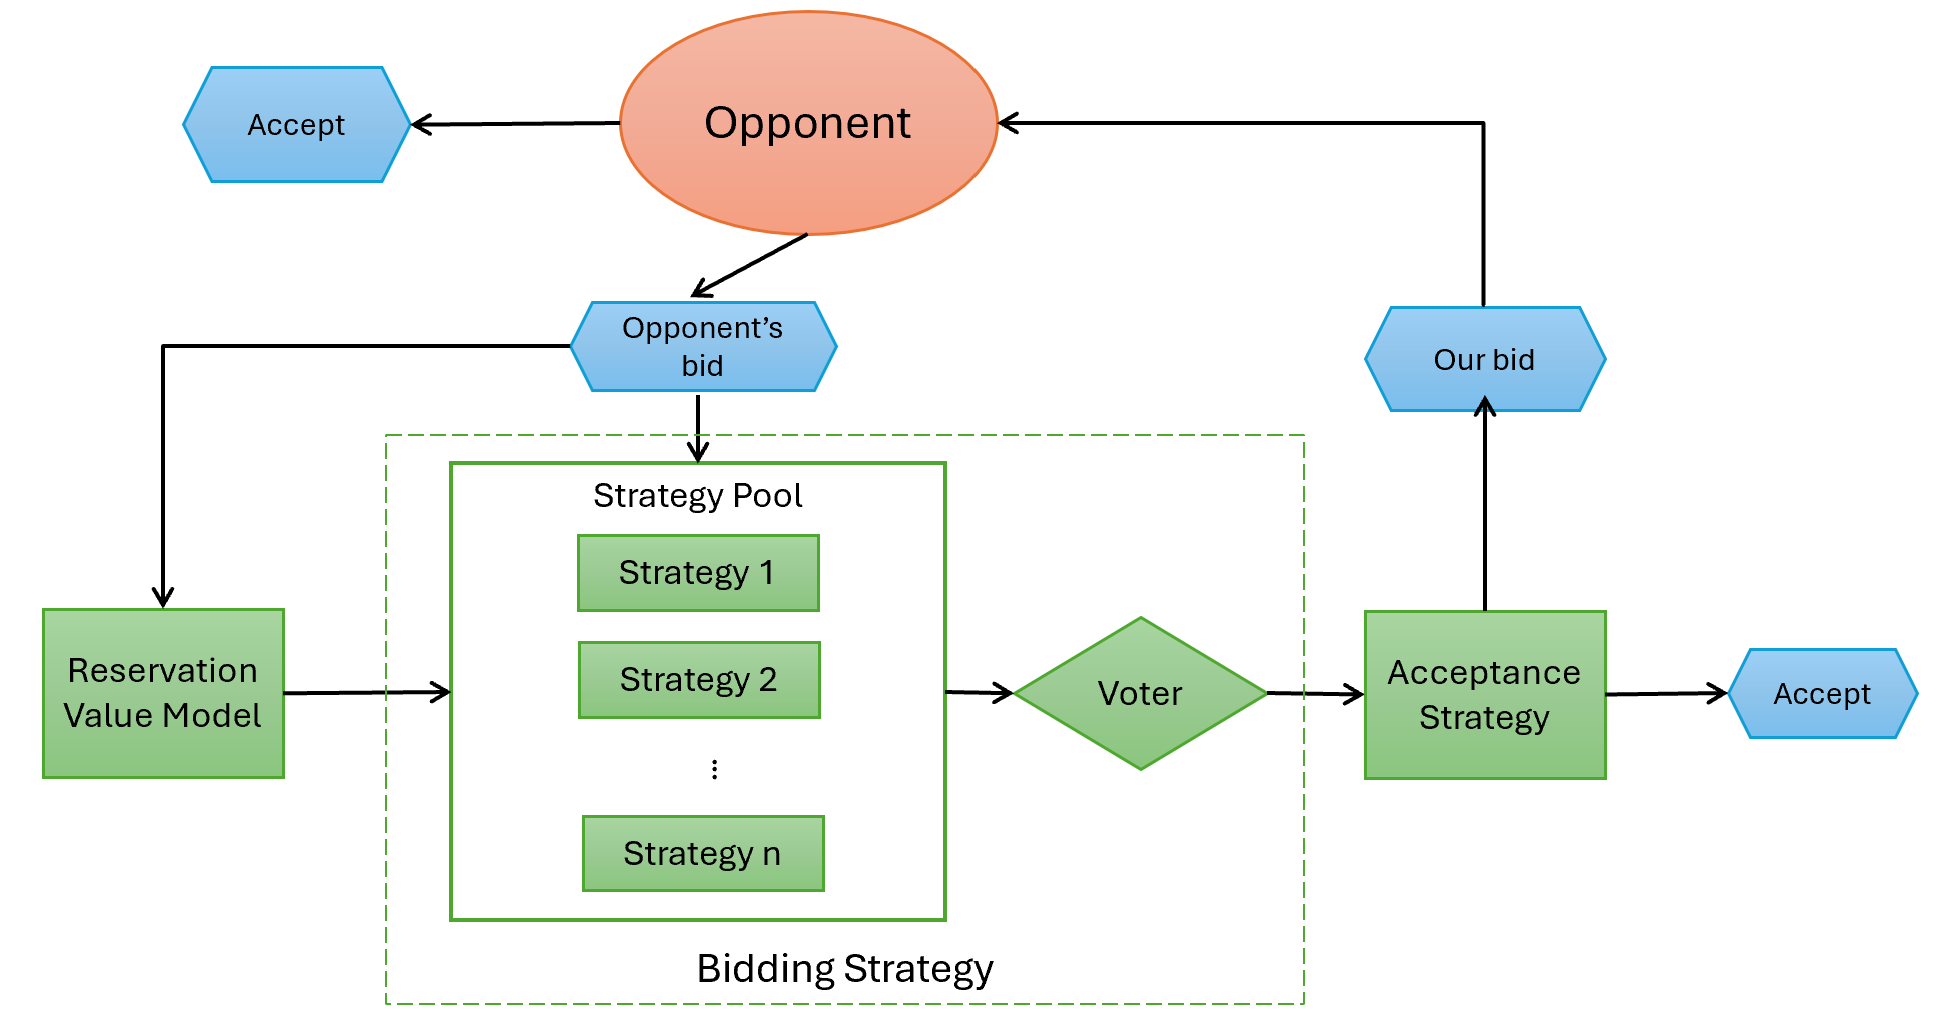 Opponent
Accept
Opponent's
bid
Our bid
Strategy Pool
Strategy 1
Strategy 2
⋮
Strategy n
Reservation
Value Model
Voter
Acceptance
Strategy
Accept
Bidding Strategy